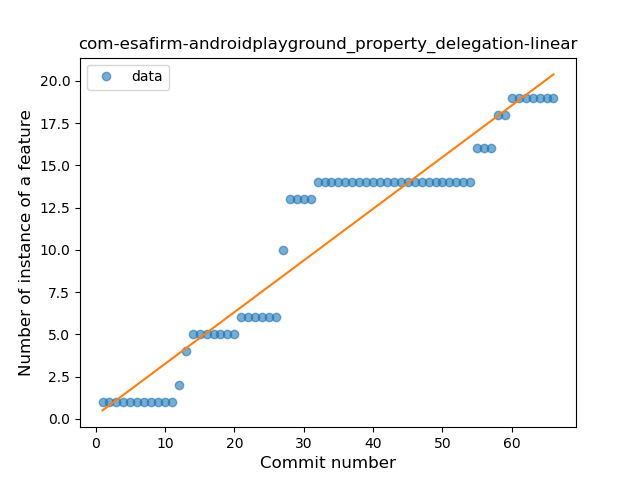 com-esafirm-androidplayground_property_delegation-linear
data
Number of instance of a feature
20.0
17.5
15.0
12.5
10.0
7.5
5.0
2.5
0.0
0 10 20 30 40 50 60
Commit number